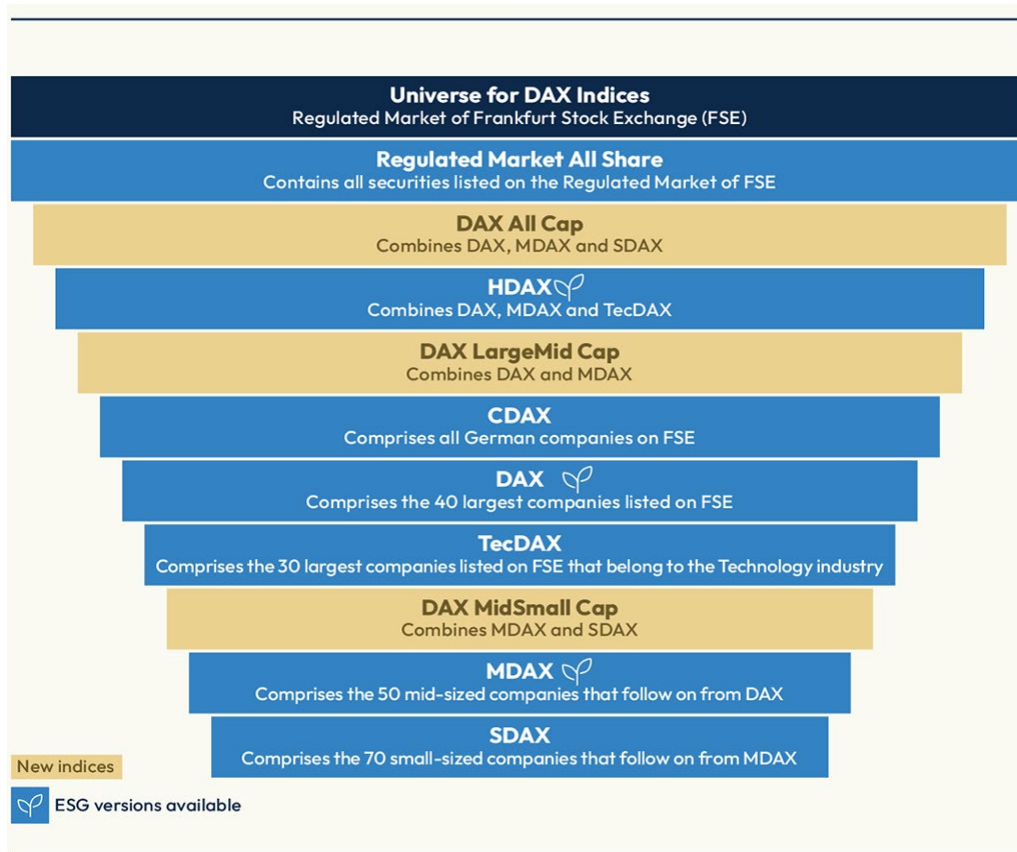 Universe for DAX Indices
Regulated Market of Frankfurt Stock Exchange (FSE)
Regulated Market All Share
Contains all securities listed on the Regulated Market of FSE
DAX All Cap
Combines DAX, MDAX and SDAX
HDAX
Combines DAX, MDAX and TecDAX
DAX LargeMid Cap
Combines DAX and MDAX
CDAX
Comprises all German companies on FSE
DAX
Comprises the 40 largest companies listed on FSE
TecDAX
Comprises the 30 largest companies listed on FSE that belong to the Technology industry
DAX MidSmall Cap
Combines MDAX and SDAX
MDAX
Comprises the 50 mid-sized companies that follow on from DAX
SDAX
Comprises the 70 small-sized companies that follow on from MDAX
New indices
ESG versions available